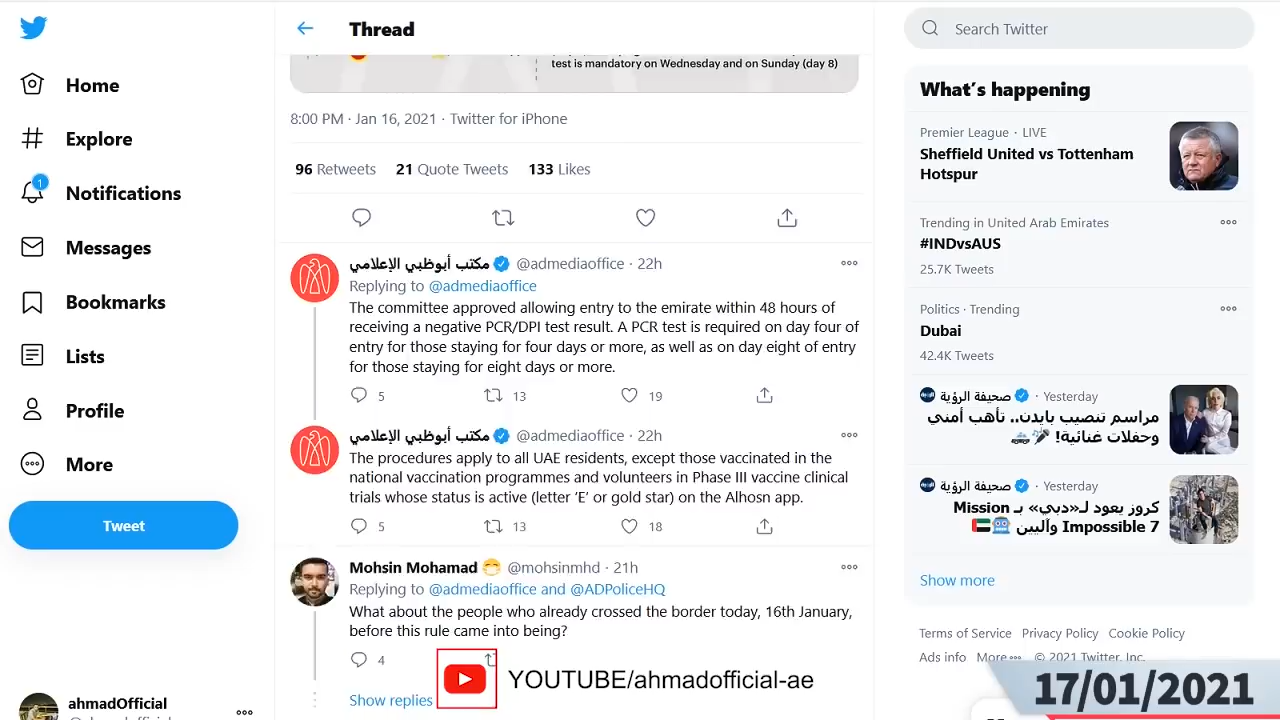 Home
Explore
1
Notifications
Messages
Bookmarks
Lists
Profile
More
Tweet
ahmadOfficial
Thread
test is mandatory on Wednesday and on Sunday (day 8)
8:00 PM · Jan 16, 2021 · Twitter for iPhone
96 Retweets 21 Quote Tweets 133 Likes
مكتب أبوظبي الإعلامي @admediaoffice · 22h
Replying to @admediaoffice
The committee approved allowing entry to the emirate within 48 hours of
receiving a negative PCR/DPI test result. A PCR test is required on day four of
entry for those staying for four days or more, as well as on day eight of entry
for those staying for eight days or more.
5 13 19
مكتب أبوظبي الإعلامي @admediaoffice · 22h
The procedures apply to all UAE residents, except those vaccinated in the
national vaccination programmes and volunteers in Phase III vaccine clinical
trials whose status is active (letter ‘E’ or gold star) on the Alhosn app.
5 13 18
Mohsin Mohamad @mohsinmhd · 21h
Replying to @admediaoffice and @ADPoliceHQ
What about the people who already crossed the border today, 16th January,
before this rule came into being?
4
Show replies
YOUTUBE/ahmadofficial-ae
Search Twitter
What’s happening
Premier League · LIVE
Sheffield United vs Tottenham
Hotspur
Trending in United Arab Emirates
#INDvsAUS
25.7K Tweets
Politics · Trending
Dubai
42.4K Tweets
صحيفة الرؤية · Yesterday
مراسم تنصيب بايدن.. تأهب أمني
وحفلات غنائية!
صحيفة الرؤية · Yesterday
كروز يعود لـ«دبي» بـ Mission
Impossible 7 وآليين
Show more
Terms of Service Privacy Policy Cookie Policy
Ads info More © 2021 Twitter, Inc.
17/01/2021